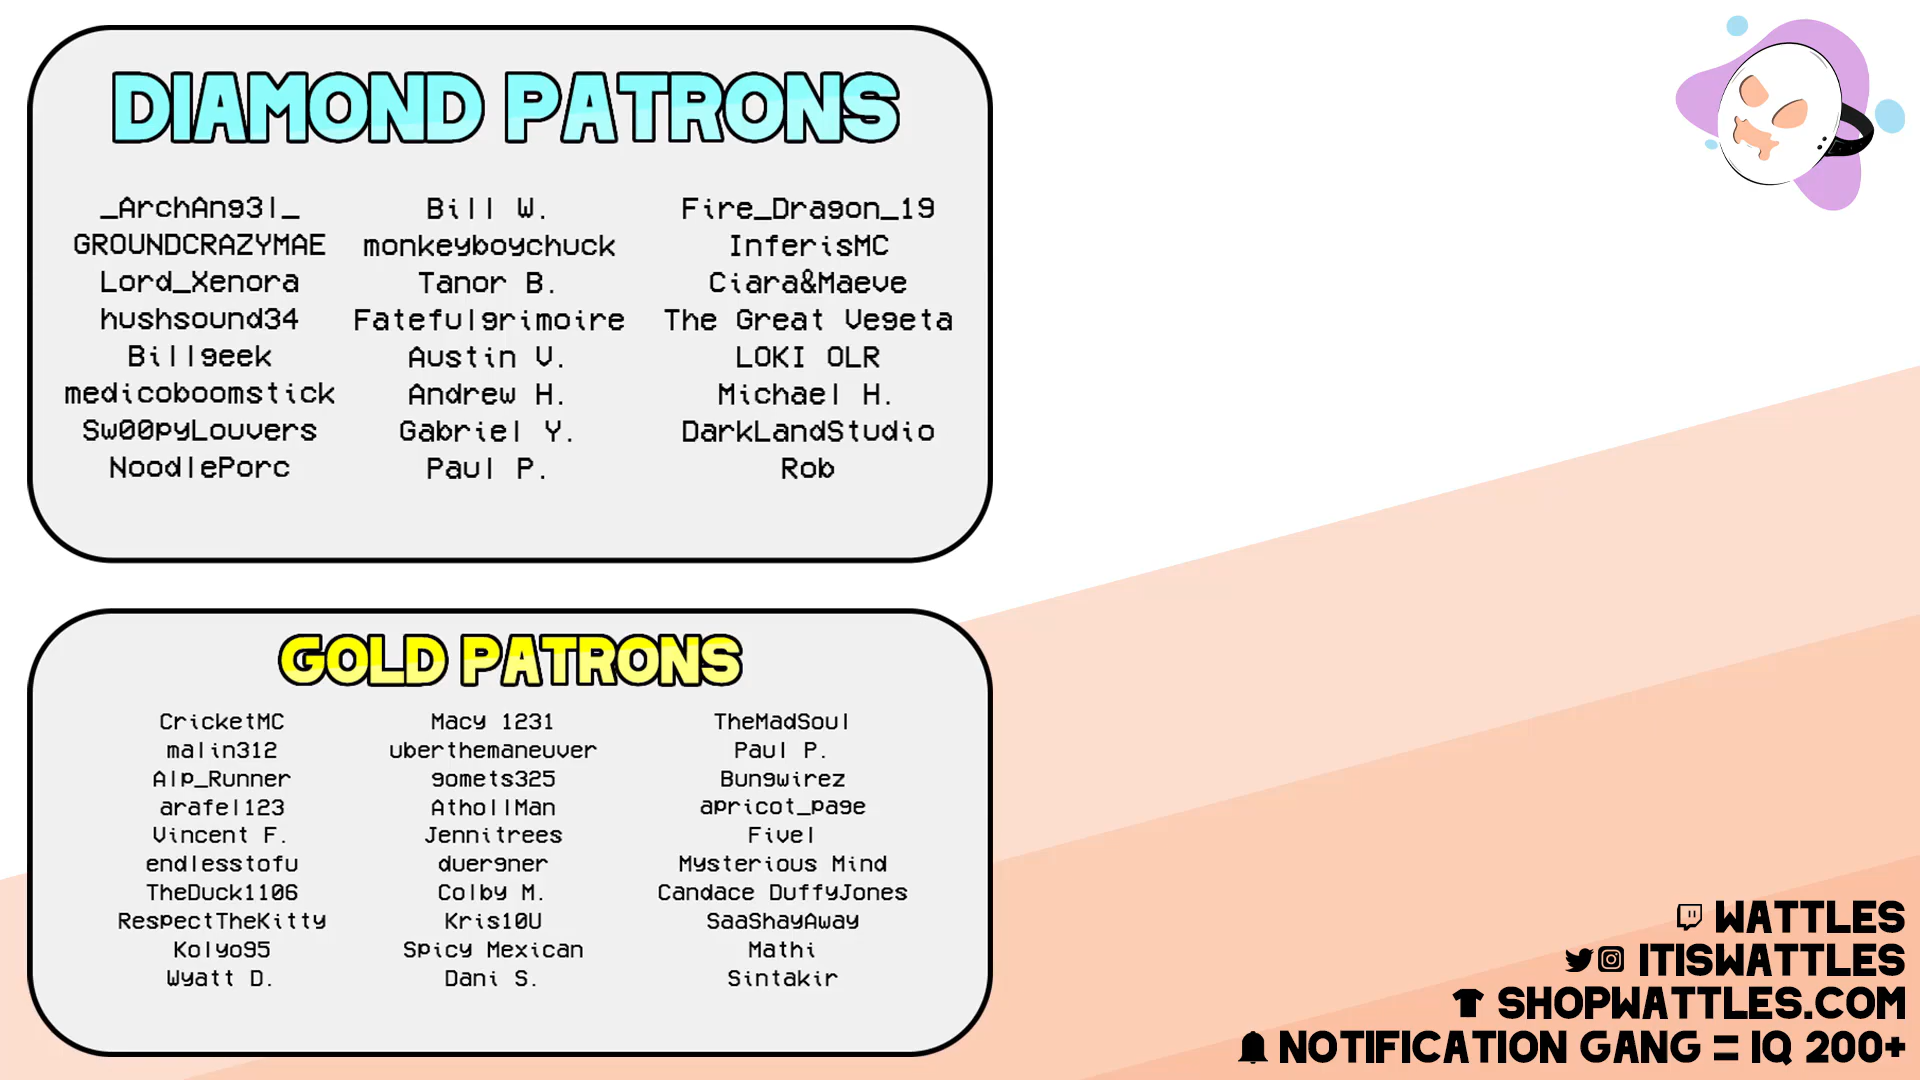 DIAMOND PATRONS
_ArchAng3l_ Bill W. Fire_Dragon_19
GROUNDCRAZYMAE monkeyboychuck InferisMC
Lord_Xenora Tanor B. Ciara&Maeve
hushsound34 Fatefulgrimoire The Great Vegeta
Billgeek Austin V. LOKI OLR
medicoboomstick Andrew H. Michael H.
Sw00pyLouvers Gabriel Y. DarkLandStudio
NoodlePorc Paul P. Rob
GOLD PATRONS
CricketMC Macy 1231 TheMadSoul
malin312 uberthemaneuver Paul P.
Alp_Runner gomets325 Bungwirez
arafel123 AthollMan apricot_page
Vincent F. Jennitrees Fivel
endlesstofu duergner Mysterious Mind
TheDuck1106 Colby M. Candace DuffyJones
RespectTheKitty Kris10U SaaShayAway
Kolyo95 Spicy Mexican Mathi
Wyatt D. Dani S. Sintakir
WATTLES
ITISWATTLES
SHOPWATTLES.COM
NOTIFICATION GANG = IQ 200+